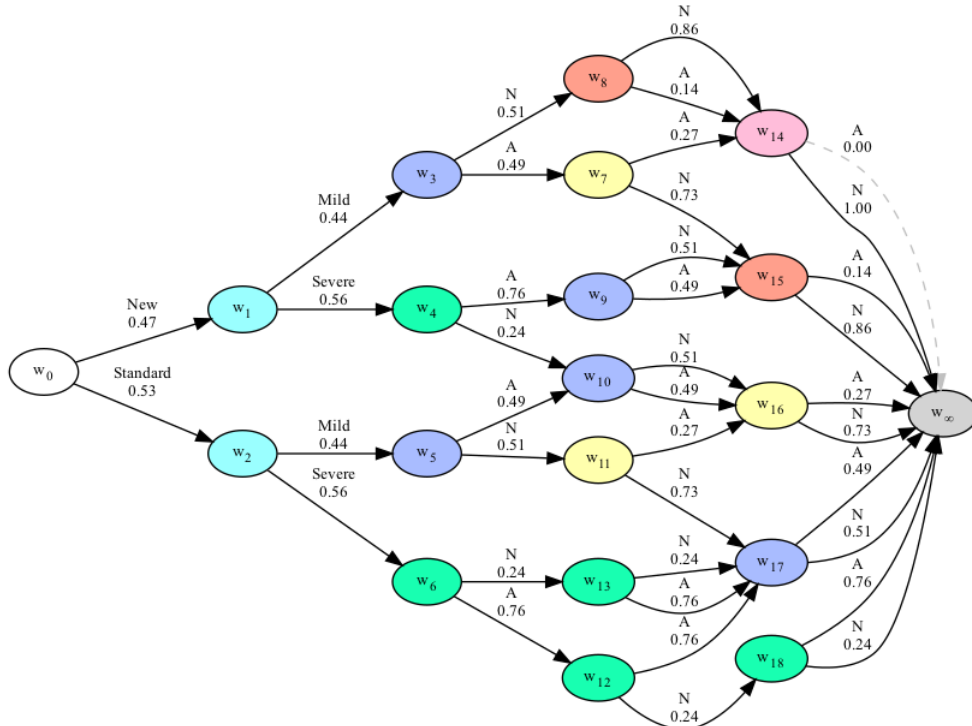 N
0.86
w8
A
0.14
N
0.51
A
0.27
w14
A
0.00
A
0.49
w3
w7
N
1.00
Mild
0.44
N
0.73
N
0.51
A
0.49
w15
A
0.14
Severe
0.56
A
0.76
w9
New
0.47
w1
w4
N
0.24
N
0.86
w0
N
0.51
A
0.49
w10
Standard
0.53
A
0.49
w16
A
0.27
w∞
Mild
0.44
N
0.51
A
0.27
N
0.73
w2
w5
w11
A
0.49
Severe
0.56
N
0.73
N
0.51
N
0.24
N
0.24
w17
w6
w13
A
0.76
A
0.76
A
0.76
A
0.76
w18
N
0.24
w12
N
0.24